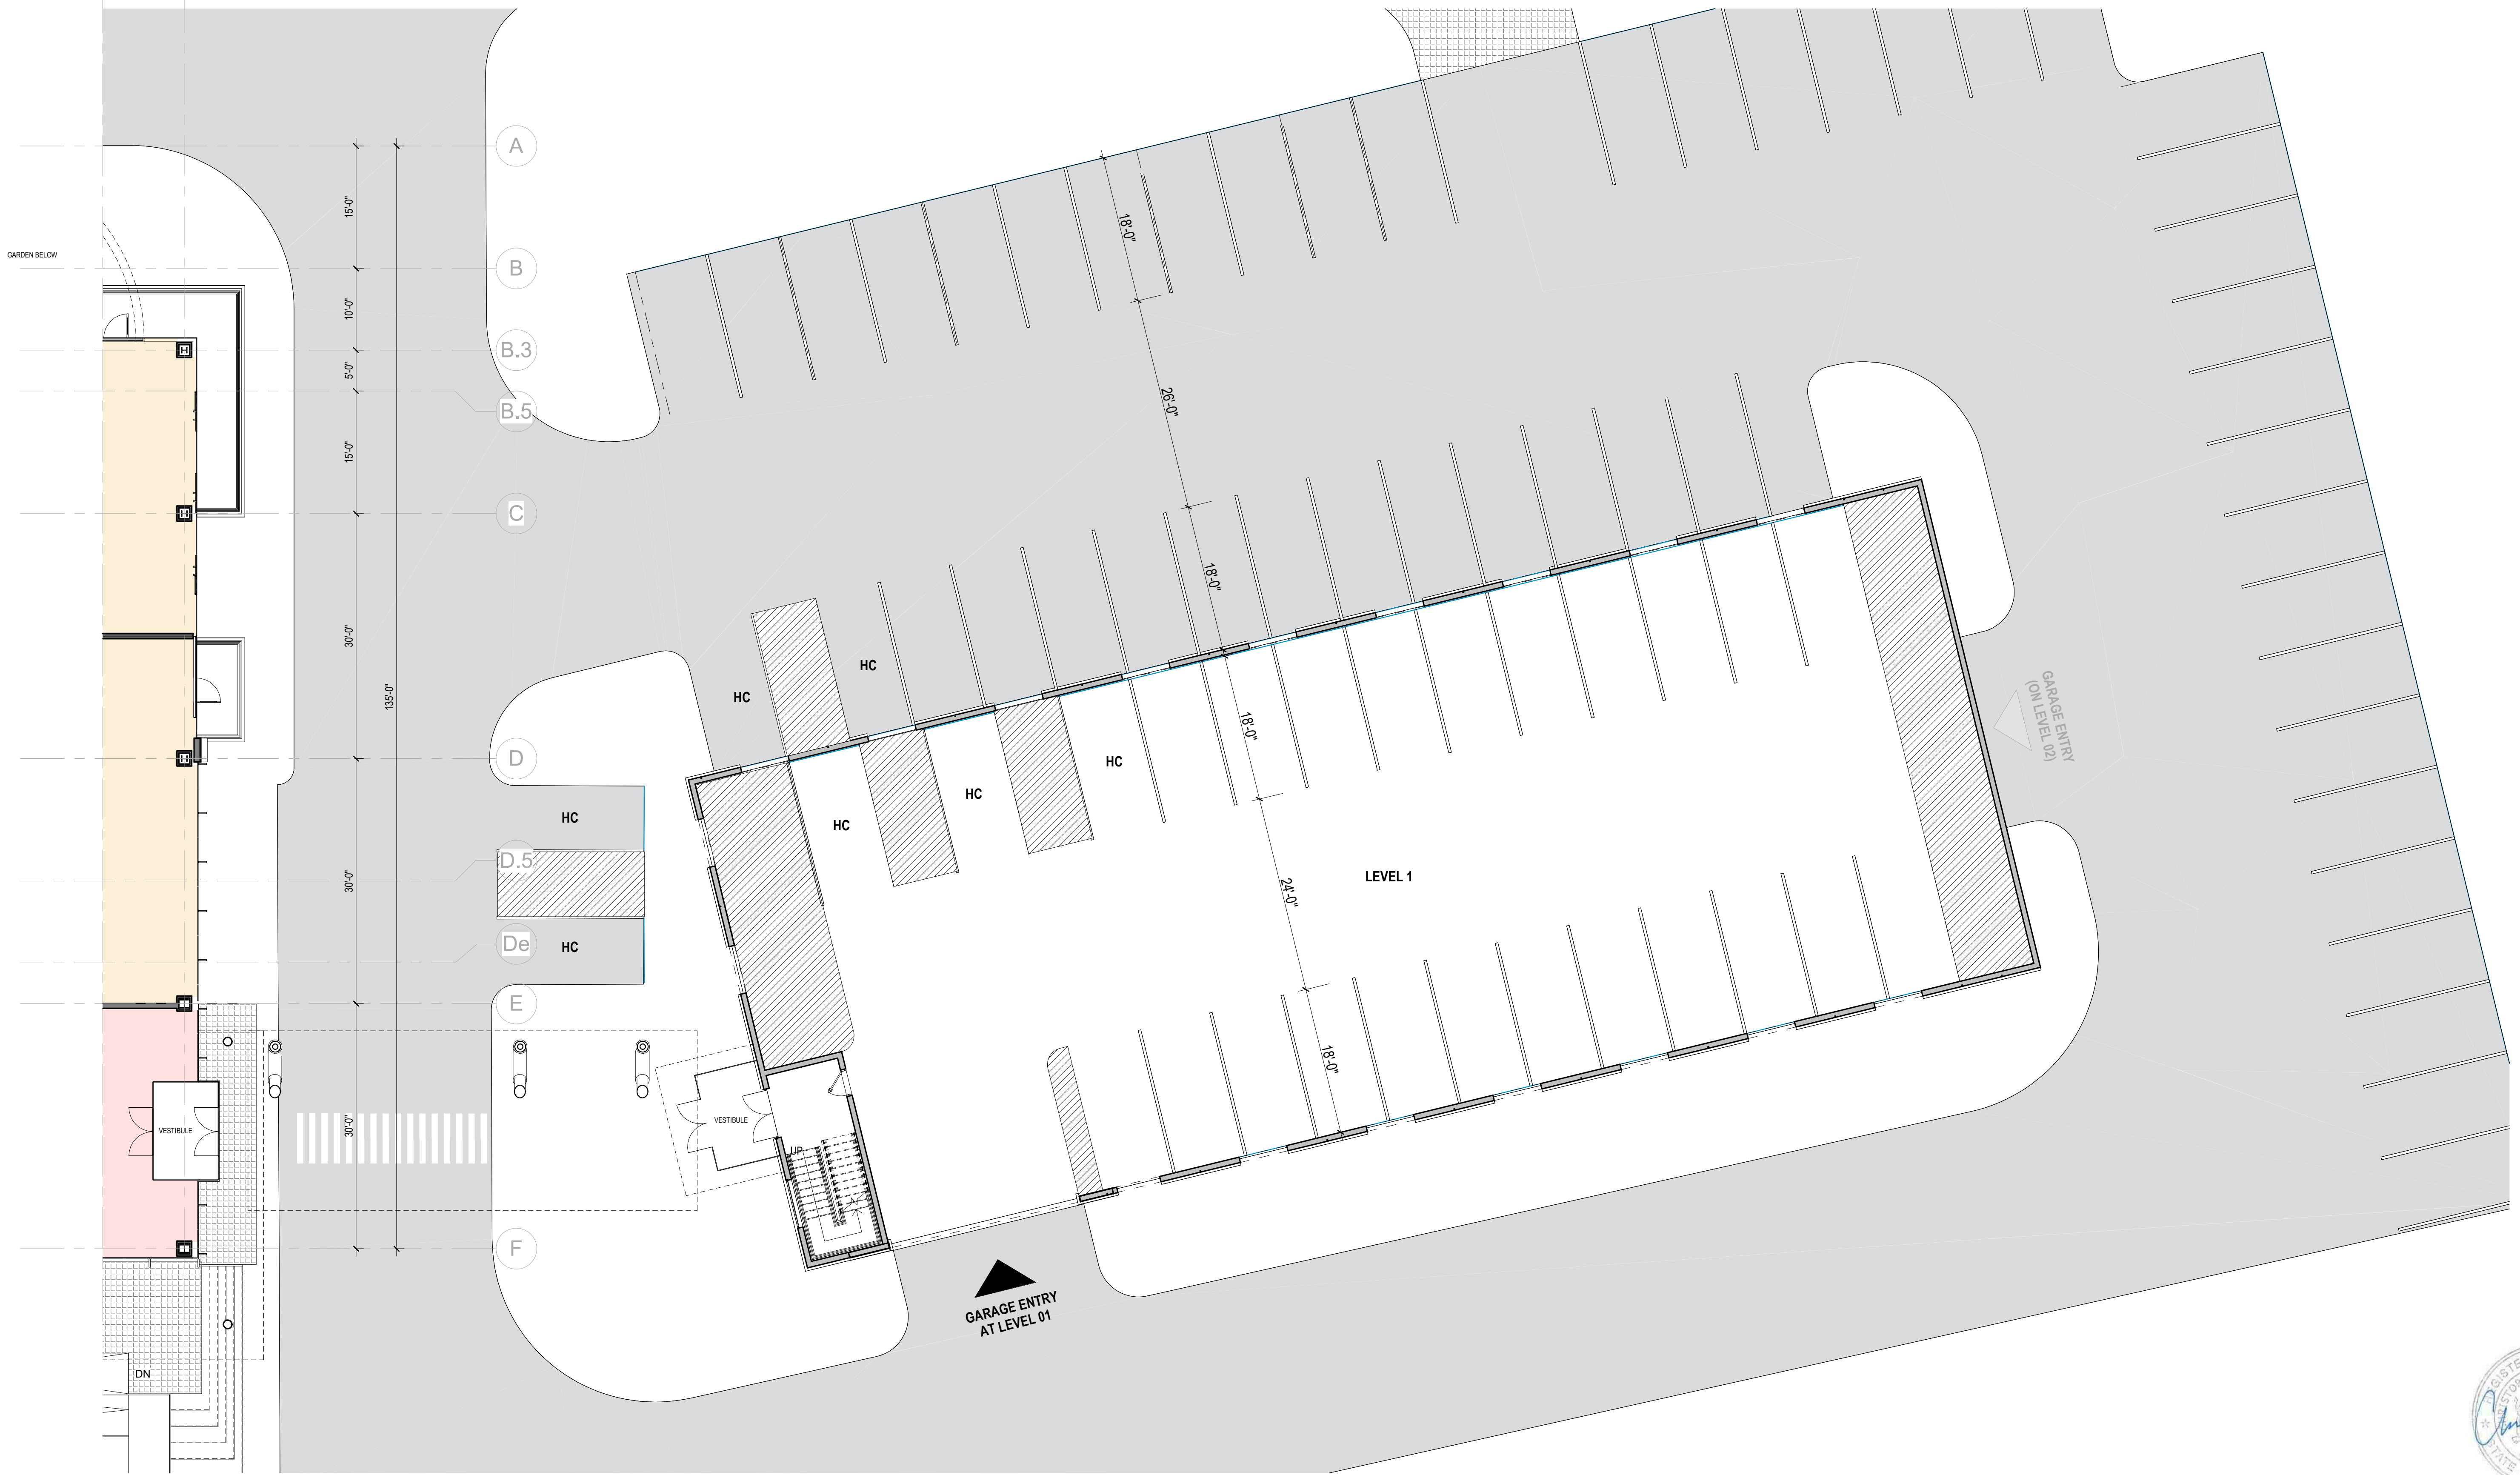 A
15'-0"
18'-0"
GARDEN BELOW
B
10'-0"
B.3
5'-0"
26'-0"
B.5
15'-0"
C
18'-0"
30'-0"
HC
HC
135'-0"
GARAGE ENTRY
(ON LEVEL 02)
18'-0"
D
HC
HC
HC
HC
D.5
30'-0"
24'-0"
LEVEL 1
De
HC
E
18'-0"
30'-0"
VESTIBULE
VESTIBULE
UP
F
GARAGE ENTRY
AT LEVEL 01
DN